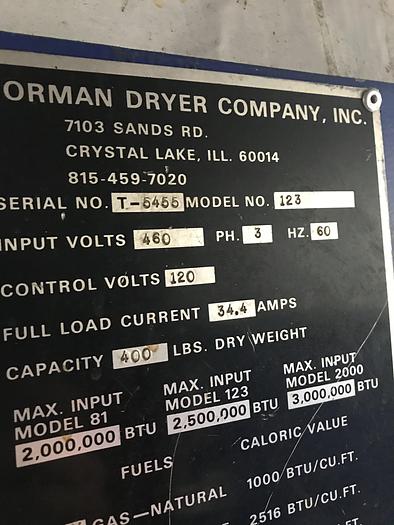 ORMAN DRYER COMPANY, INC.
7103 SANDS RD.
CRYSTAL LAKE, ILL. 60014
815-459-7020
SERIAL NO. T-5455 MODEL NO. 123
INPUT VOLTS 460 PH. 3 HZ. 60
CONTROL VOLTS 120
FULL LOAD CURRENT 34.4 AMPS
CAPACITY 400 LBS. DRY WEIGHT
MAX. INPUT MODEL 81 MAX. INPUT MODEL 123 MAX. INPUT MODEL 2000
2,000,000 BTU 2,500,000 BTU 3,000,000 BTU
FUELS CALORIC VALUE
GAS-NATURAL 1000 BTU/CU.FT.
2516 BTU/CU.FT.